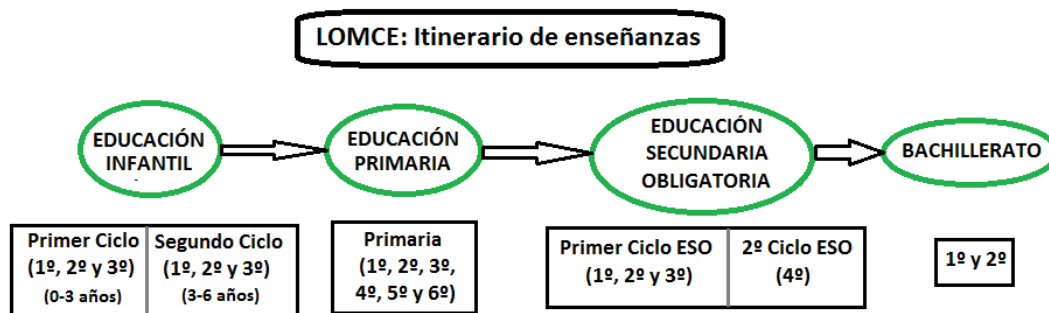 LOMCE: Itinerario de enseñanzas
EDUCACIÓN
INFANTIL
EDUCACIÓN
PRIMARIA
EDUCACIÓN
SECUNDARIA
OBLIGATORIA
BACHILLERATO
Primer Ciclo
(1º, 2º y 3º)
(0-3 años)
Segundo Ciclo
(1º, 2º y 3º)
(3-6 años)
Primaria
(1º, 2º, 3º,
4º, 5º y 6º)
Primer Ciclo ESO
(1º, 2º y 3º)
2º Ciclo ESO
(4º)
1º y 2º